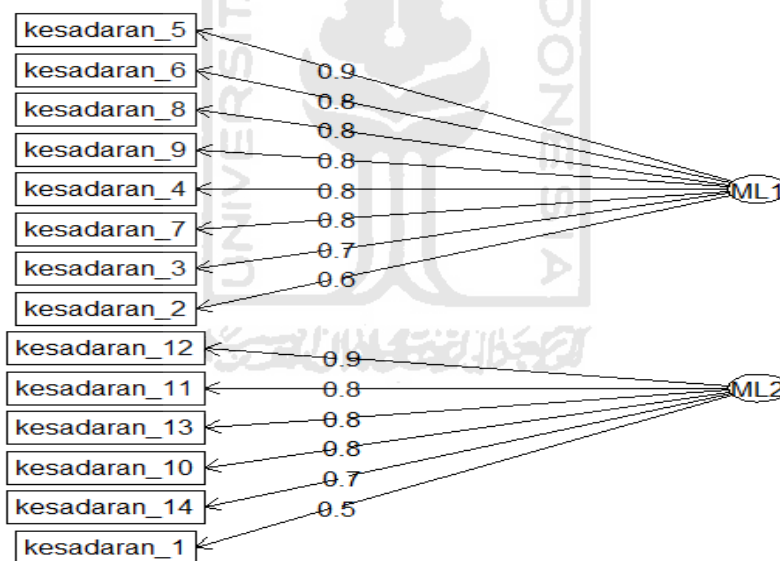 kesadaran_5
kesadaran_6
kesadaran_8
kesadaran_9
kesadaran_4
kesadaran_7
kesadaran_3
kesadaran_2
0.9
0.8
0.8
0.8
0.8
0.8
0.7
0.6
ML1
kesadaran_12
kesadaran_11
kesadaran_13
kesadaran_10
kesadaran_14
kesadaran_1
0.9
0.8
0.8
0.8
0.7
0.5
ML2
UNIVERSITA
DONESIA